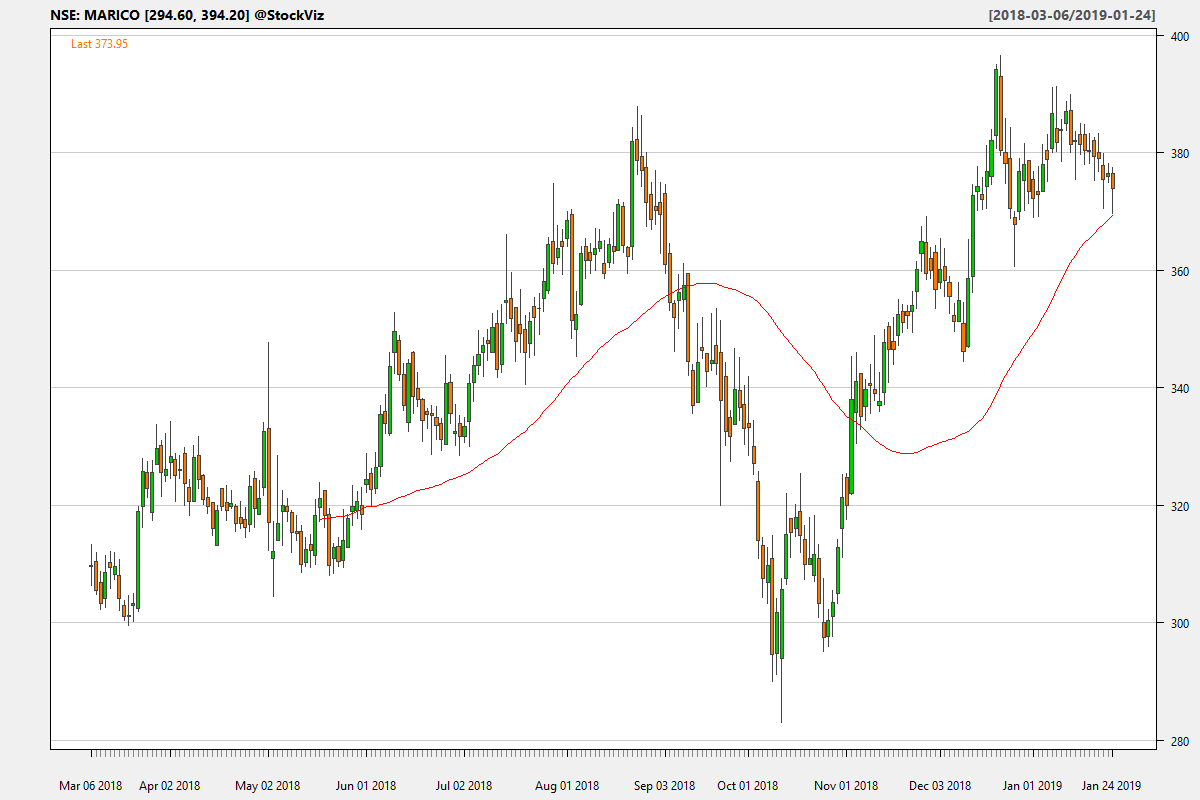 NSE: MARICO [294.60, 394.20] @StockViz [2018-03-06/2019-01-24]
Last 373.95
400
380
360
340
320
300
280
Mar 06 2018 Apr 02 2018 May 02 2018 Jun 01 2018 Jul 02 2018 Aug 01 2018 Sep 03 2018 Oct 01 2018 Nov 01 2018 Dec 03 2018 Jan 01 2019 Jan 24 2019